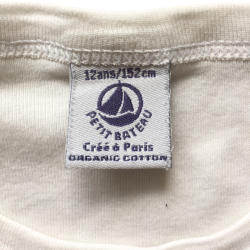 12ans/152cm
PETIT BATEAU
Créé à Paris
ORGANIC COTTON